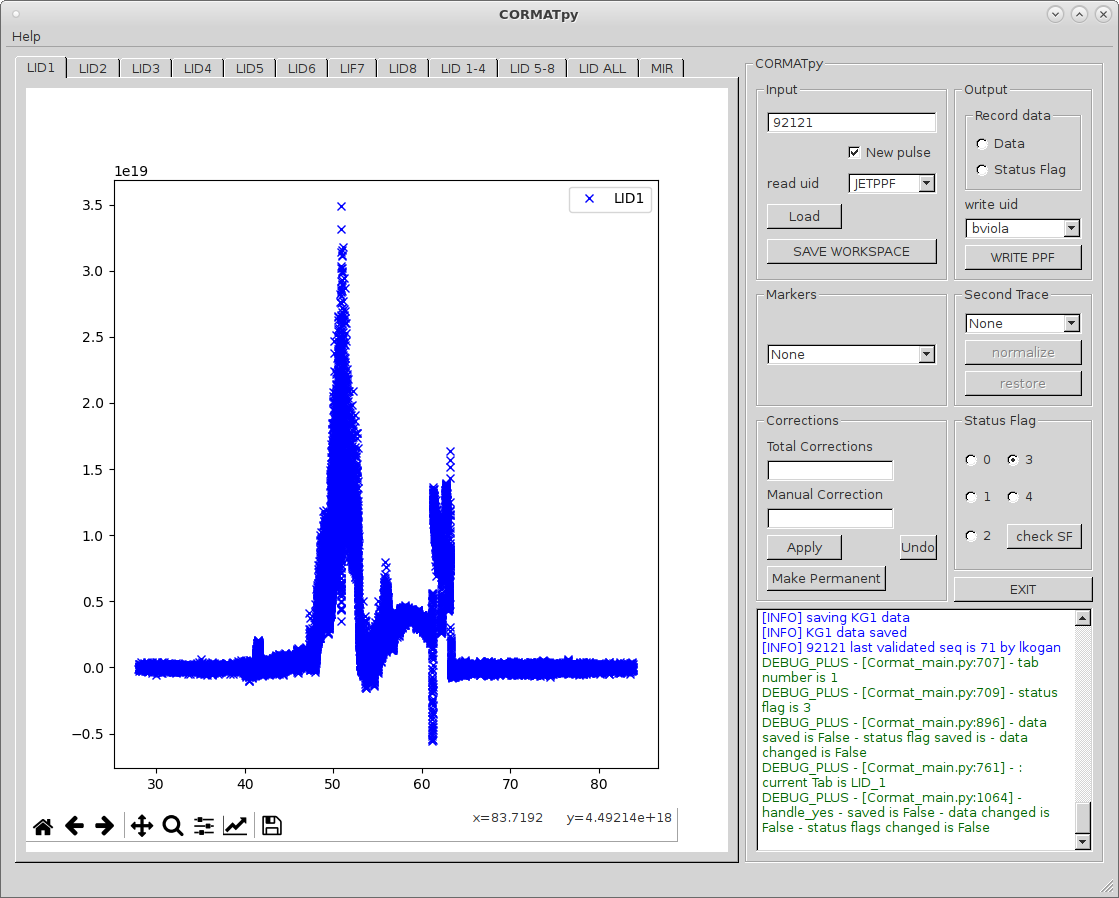 CORMATpy
Help
LID1 LID2 LID3 LID4 LID5 LID6 LIF7 LID8 LID 1-4 LID 5-8 LID ALL MIR
1e19
LID1
3.5
3.0
2.5
2.0
1.5
1.0
0.5
0.0
−0.5
30 40 50 60 70 80
x=83.7192 y=4.49214e+18
CORMATpy
Input
92121
New pulse
read uid JETPPF
Load
SAVE WORKSPACE
Output
Record data
Data
Status Flag
write uid
bviola
WRITE PPF
Markers
None
Second Trace
None
normalize
restore
Corrections
Total Corrections
Manual Correction
Apply Undo
Make Permanent
Status Flag
0 3
1 4
2 check SF
EXIT
[INFO] saving KG1 data
[INFO] KG1 data saved
[INFO] 92121 last validated seq is 71 by lkogan
DEBUG_PLUS - [Cormat_main.py:707] - tab
number is 1
DEBUG_PLUS - [Cormat_main.py:709] - status
flag is 3
DEBUG_PLUS - [Cormat_main.py:896] - data
saved is False - status flag saved is - data
changed is False
DEBUG_PLUS - [Cormat_main.py:761] - :
current Tab is LID_1
DEBUG_PLUS - [Cormat_main.py:1064] -
handle_yes - saved is False - data changed is
False - status flags changed is False